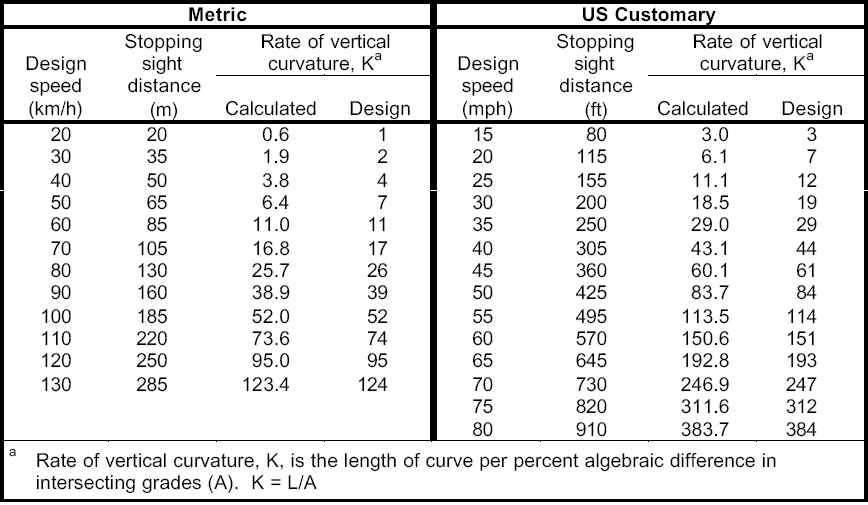 Metric US Customary
Design speed (km/h) Stopping sight distance (m) Rate of vertical curvature, Kᵃ Design speed (mph) Stopping sight distance (ft) Rate of vertical curvature, Kᵃ
Calculated Design Calculated Design
20 20 0.6 1 15 80 3.0 3
30 35 1.9 2 20 115 6.1 7
40 50 3.8 4 25 155 11.1 12
50 65 6.4 7 30 200 18.5 19
60 85 11.0 11 35 250 29.0 29
70 105 16.8 17 40 305 43.1 44
80 130 25.7 26 45 360 60.1 61
90 160 38.9 39 50 425 83.7 84
100 185 52.0 52 55 495 113.5 114
110 220 73.6 74 60 570 150.6 151
120 250 95.0 95 65 645 192.8 193
130 285 123.4 124 70 730 246.9 247
75 820 311.6 312
80 910 383.7 384
ᵃ Rate of vertical curvature, K, is the length of curve per percent algebraic difference in
intersecting grades (A). K = L/A